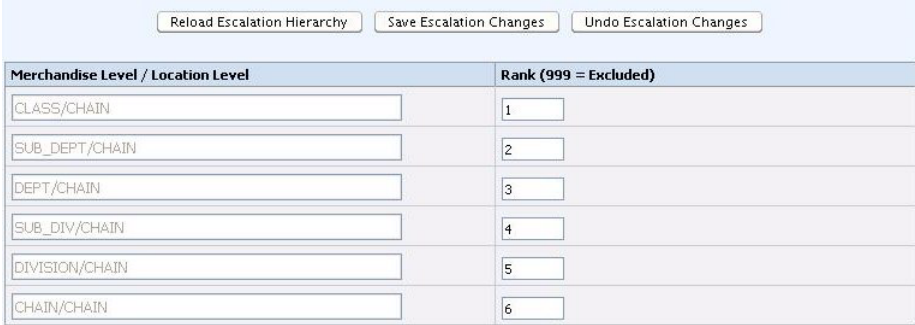 Reload Escalation Hierarchy Save Escalation Changes Undo Escalation Changes
Merchandise Level / Location Level Rank (999 = Excluded)
CLASS/CHAIN 1
SUB_DEPT/CHAIN 2
DEPT/CHAIN 3
SUB_DIV/CHAIN 4
DIVISION/CHAIN 5
CHAIN/CHAIN 6